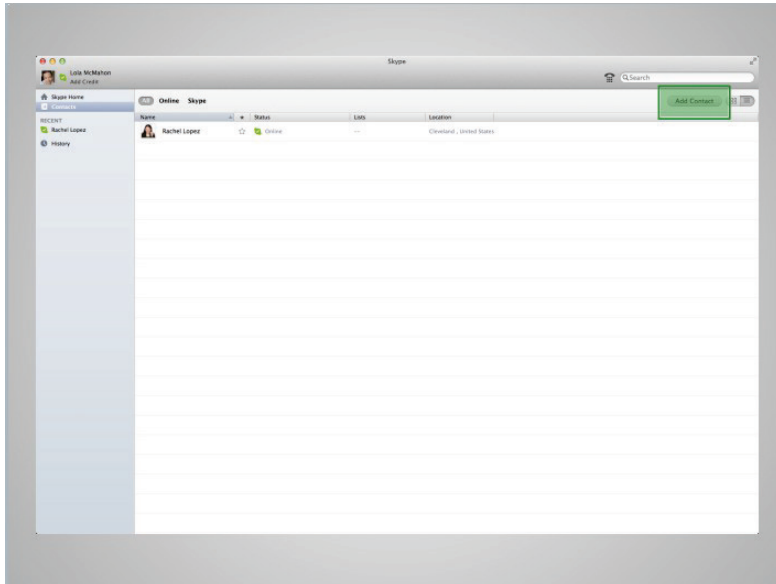 Skype
Lola McMahon
Add Credit
Search
Skype Home
Contacts
RECENT
Rachel Lopez
History
All Online Skype
Add Contact
Name ★ Status Lists Location
Rachel Lopez Online --- Cleveland , United States